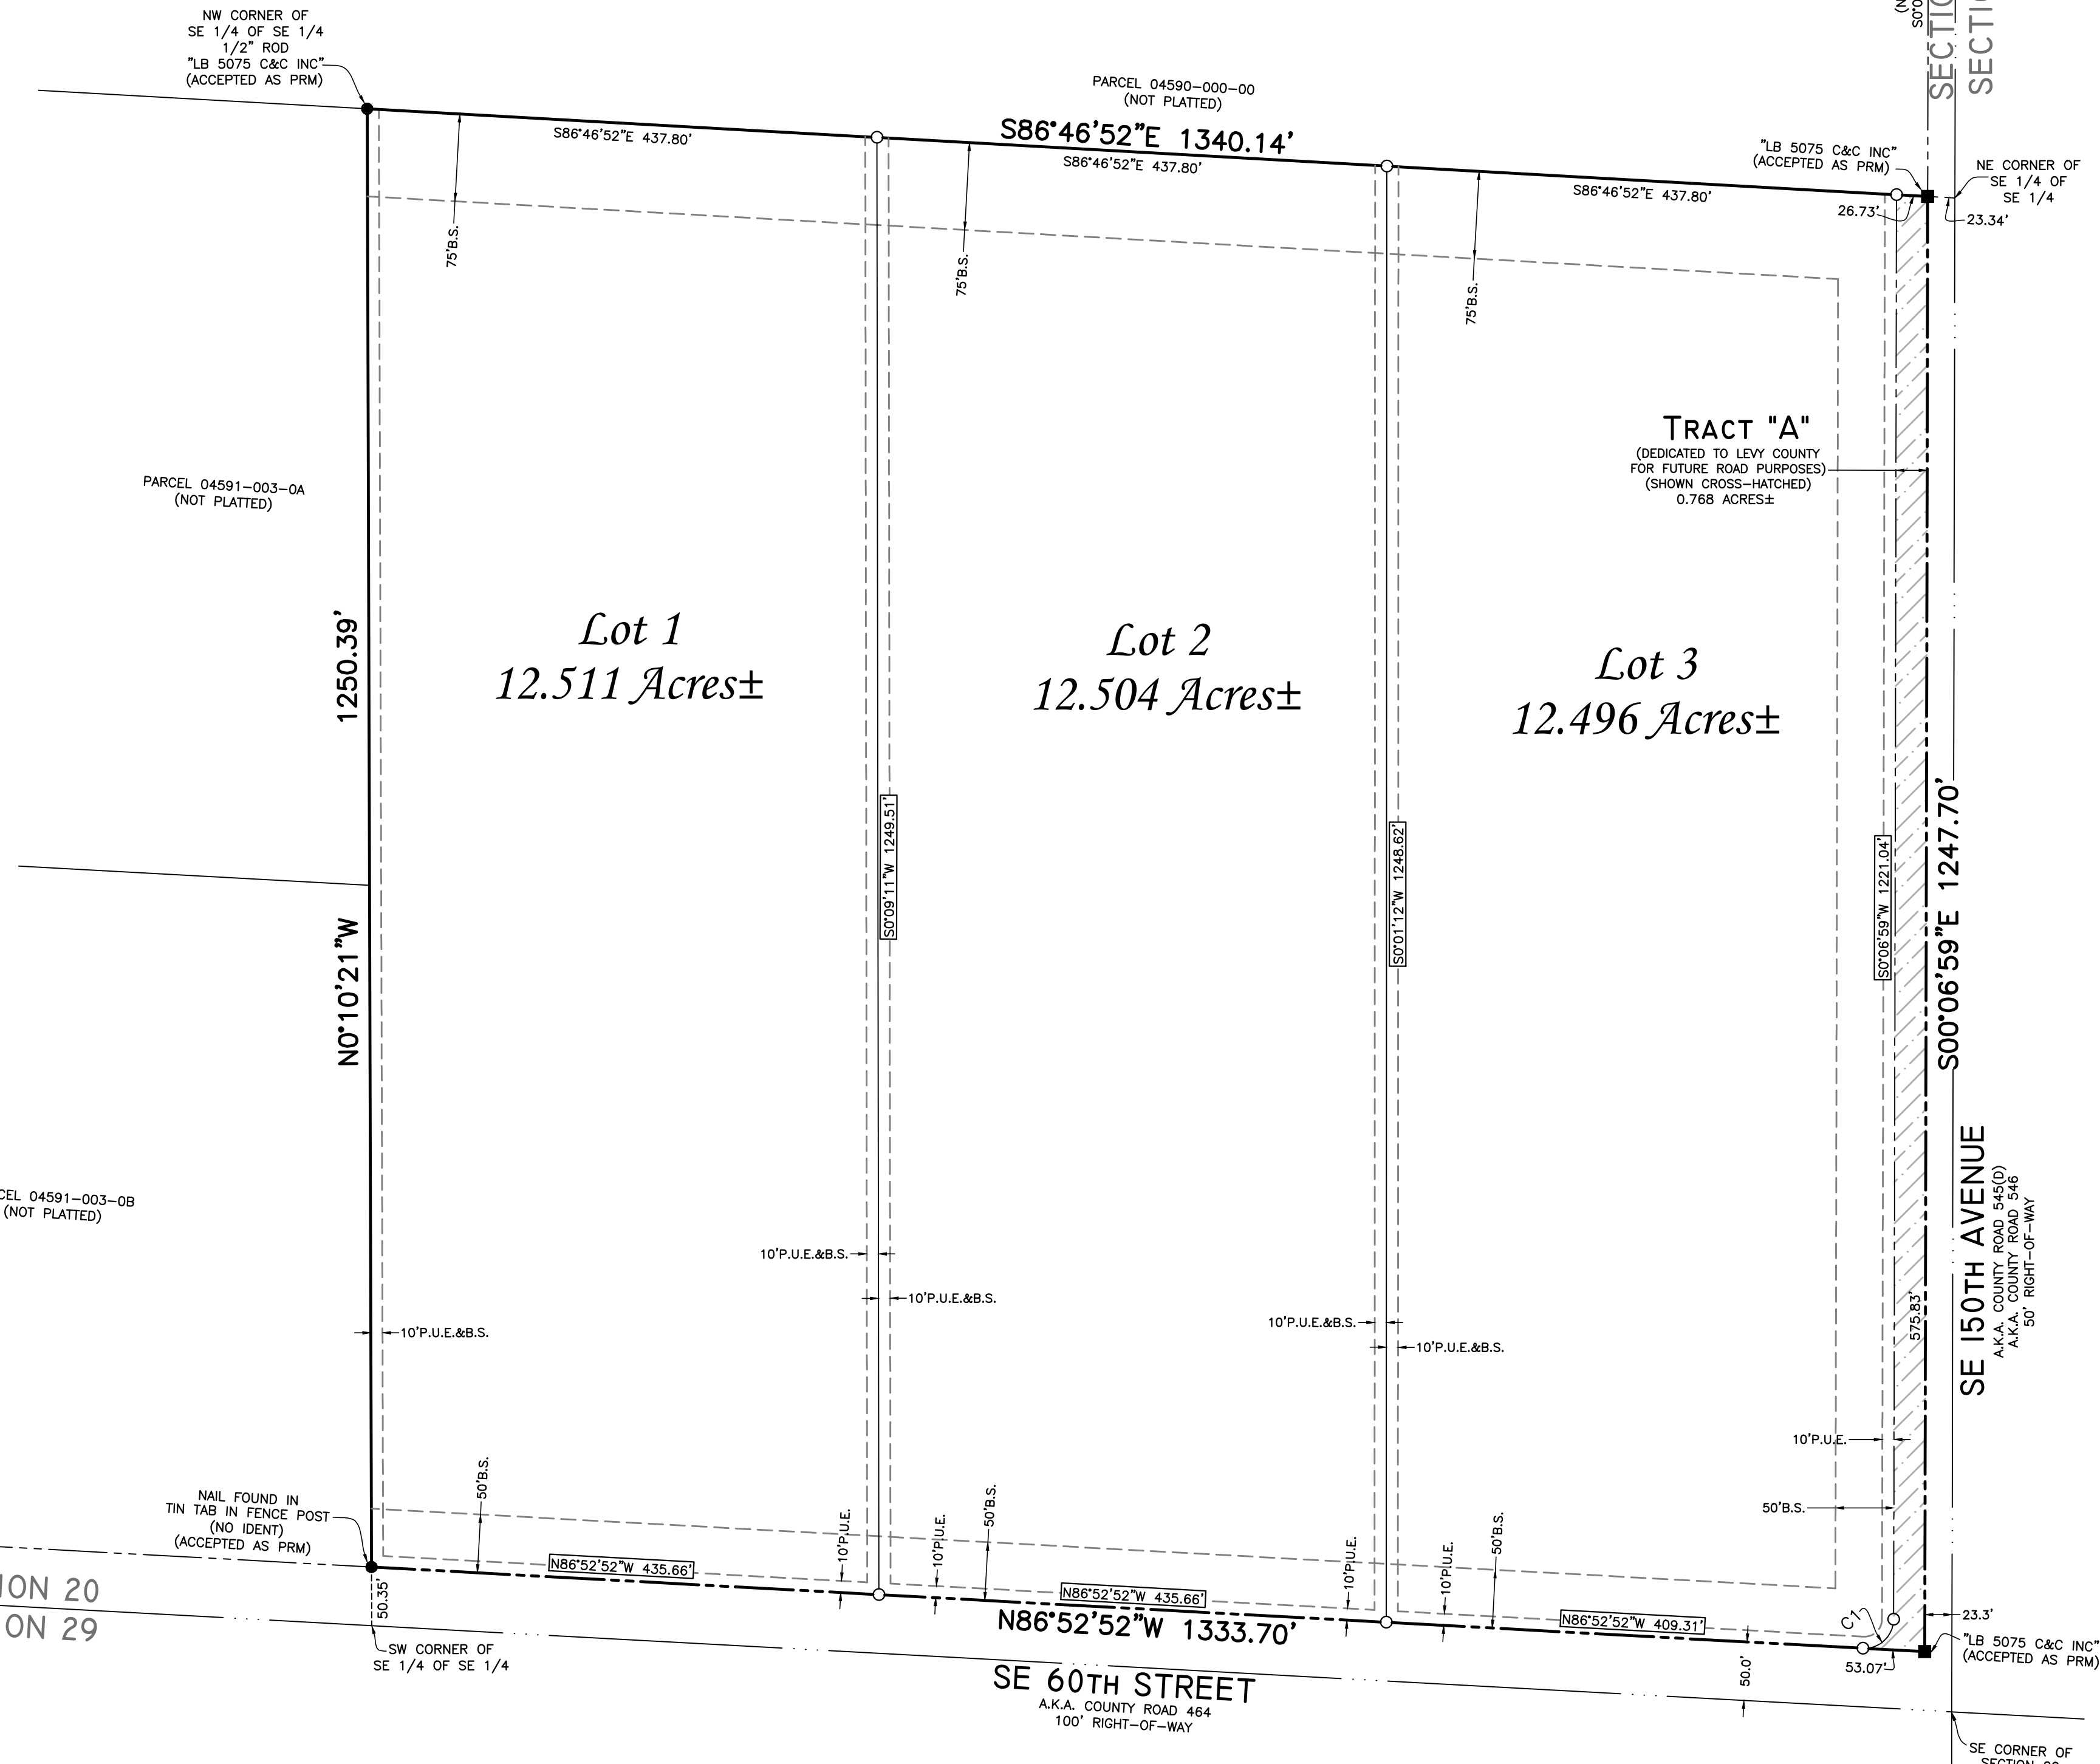 NW CORNER OF
SE 1/4 OF SE 1/4
1/2" ROD
"LB 5075 C&C INC"
(ACCEPTED AS PRM)
PARCEL 04590-000-00
(NOT PLATTED)
S86°46'52"E 1340.14'
S86°46'52"E 437.80'
S86°46'52"E 437.80'
S86°46'52"E 437.80'
"LB 5075 C&C INC"
(ACCEPTED AS PRM)
NE CORNER OF
SE 1/4 OF
SE 1/4
26.73'
23.34'
75'B.S.
75'B.S.
75'B.S.
TRACT "A"
(DEDICATED TO LEVY COUNTY
FOR FUTURE ROAD PURPOSES)
(SHOWN CROSS-HATCHED)
0.768 ACRES±
PARCEL 04591-003-0A
(NOT PLATTED)
1250.39'
N0°10'21"W
Lot 1
12.511 Acres±
Lot 2
12.504 Acres±
Lot 3
12.496 Acres±
S0°09'11"W 1249.51'
S0°01'12"W 1248.62'
S0°06'59"W 1221.04'
S00°06'59"E 1247.70'
04591-003-0B
(NOT PLATTED)
SE 150TH AVENUE
A.K.A. COUNTY ROAD 545(D)
A.K.A. COUNTY ROAD 546
50' RIGHT-OF-WAY
575.83'
10'P.U.E.&B.S.
10'P.U.E.&B.S.
10'P.U.E.&B.S.
10'P.U.E.&B.S.
10'P.U.E.&B.S.
10'P.U.E.
50'B.S.
NAIL FOUND IN
TIN TAB IN FENCE POST
(NO IDENT)
(ACCEPTED AS PRM)
50'B.S.
10'P.U.E.
10'P.U.E.
50'B.S.
10'P.U.E.
10'P.U.E.
50'B.S.
N86°52'52"W 435.66'
N86°52'52"W 435.66'
N86°52'52"W 409.31'
N86°52'52"W 1333.70'
C1
23.3'
"LB 5075 C&C INC"
(ACCEPTED AS PRM)
53.07'
50.0'
50.35'
ION 20
ON 29
SW CORNER OF
SE 1/4 OF SE 1/4
SE 60TH STREET
A.K.A. COUNTY ROAD 464
100' RIGHT-OF-WAY
SE CORNER OF